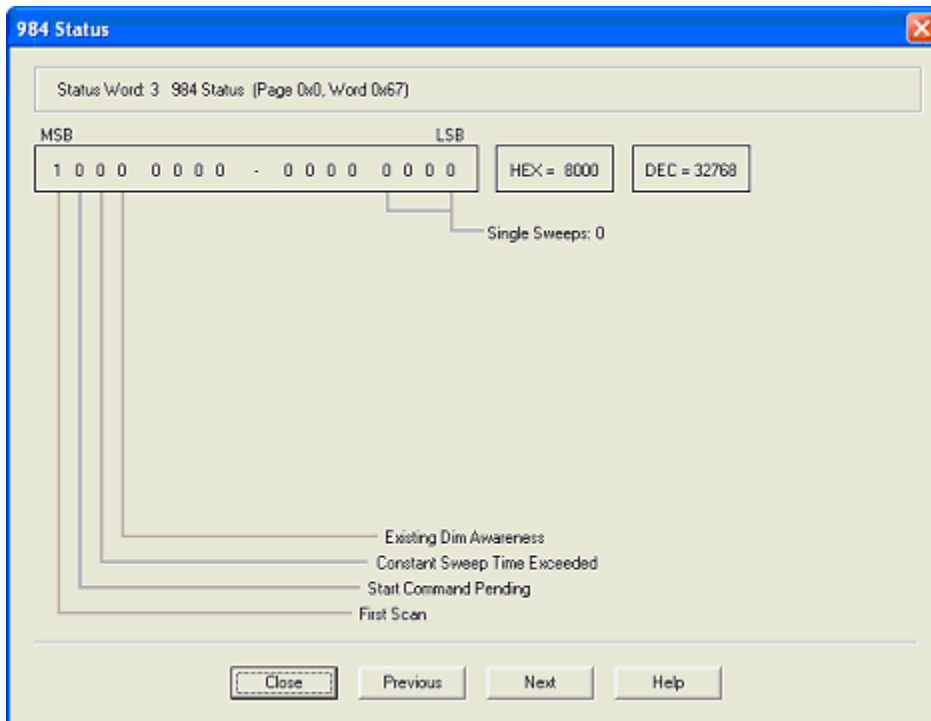 984 Status
Status Word: 3 984 Status (Page 0x0, Word 0x67)
MSB LSB
1 0 0 0 0 0 0 0 - 0 0 0 0 0 0 0 0 HEX = 8000 DEC = 32768
Single Sweeps: 0
Existing Dim Awareness
Constant Sweep Time Exceeded
Start Command Pending
First Scan
Close Previous Next Help